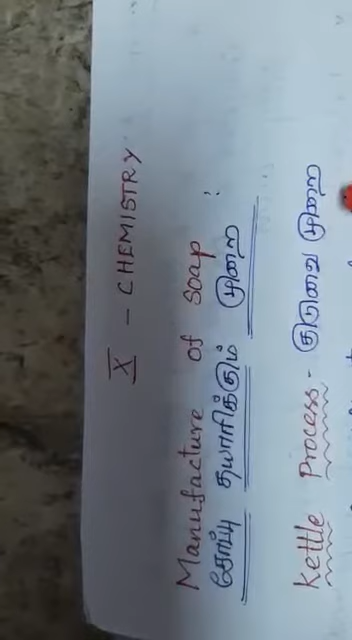 X - CHEMISTRY
Manufacture of Soap :
சோப்பு தயாரிக்கும் முறை
Kettle Process - குடுவை முறை